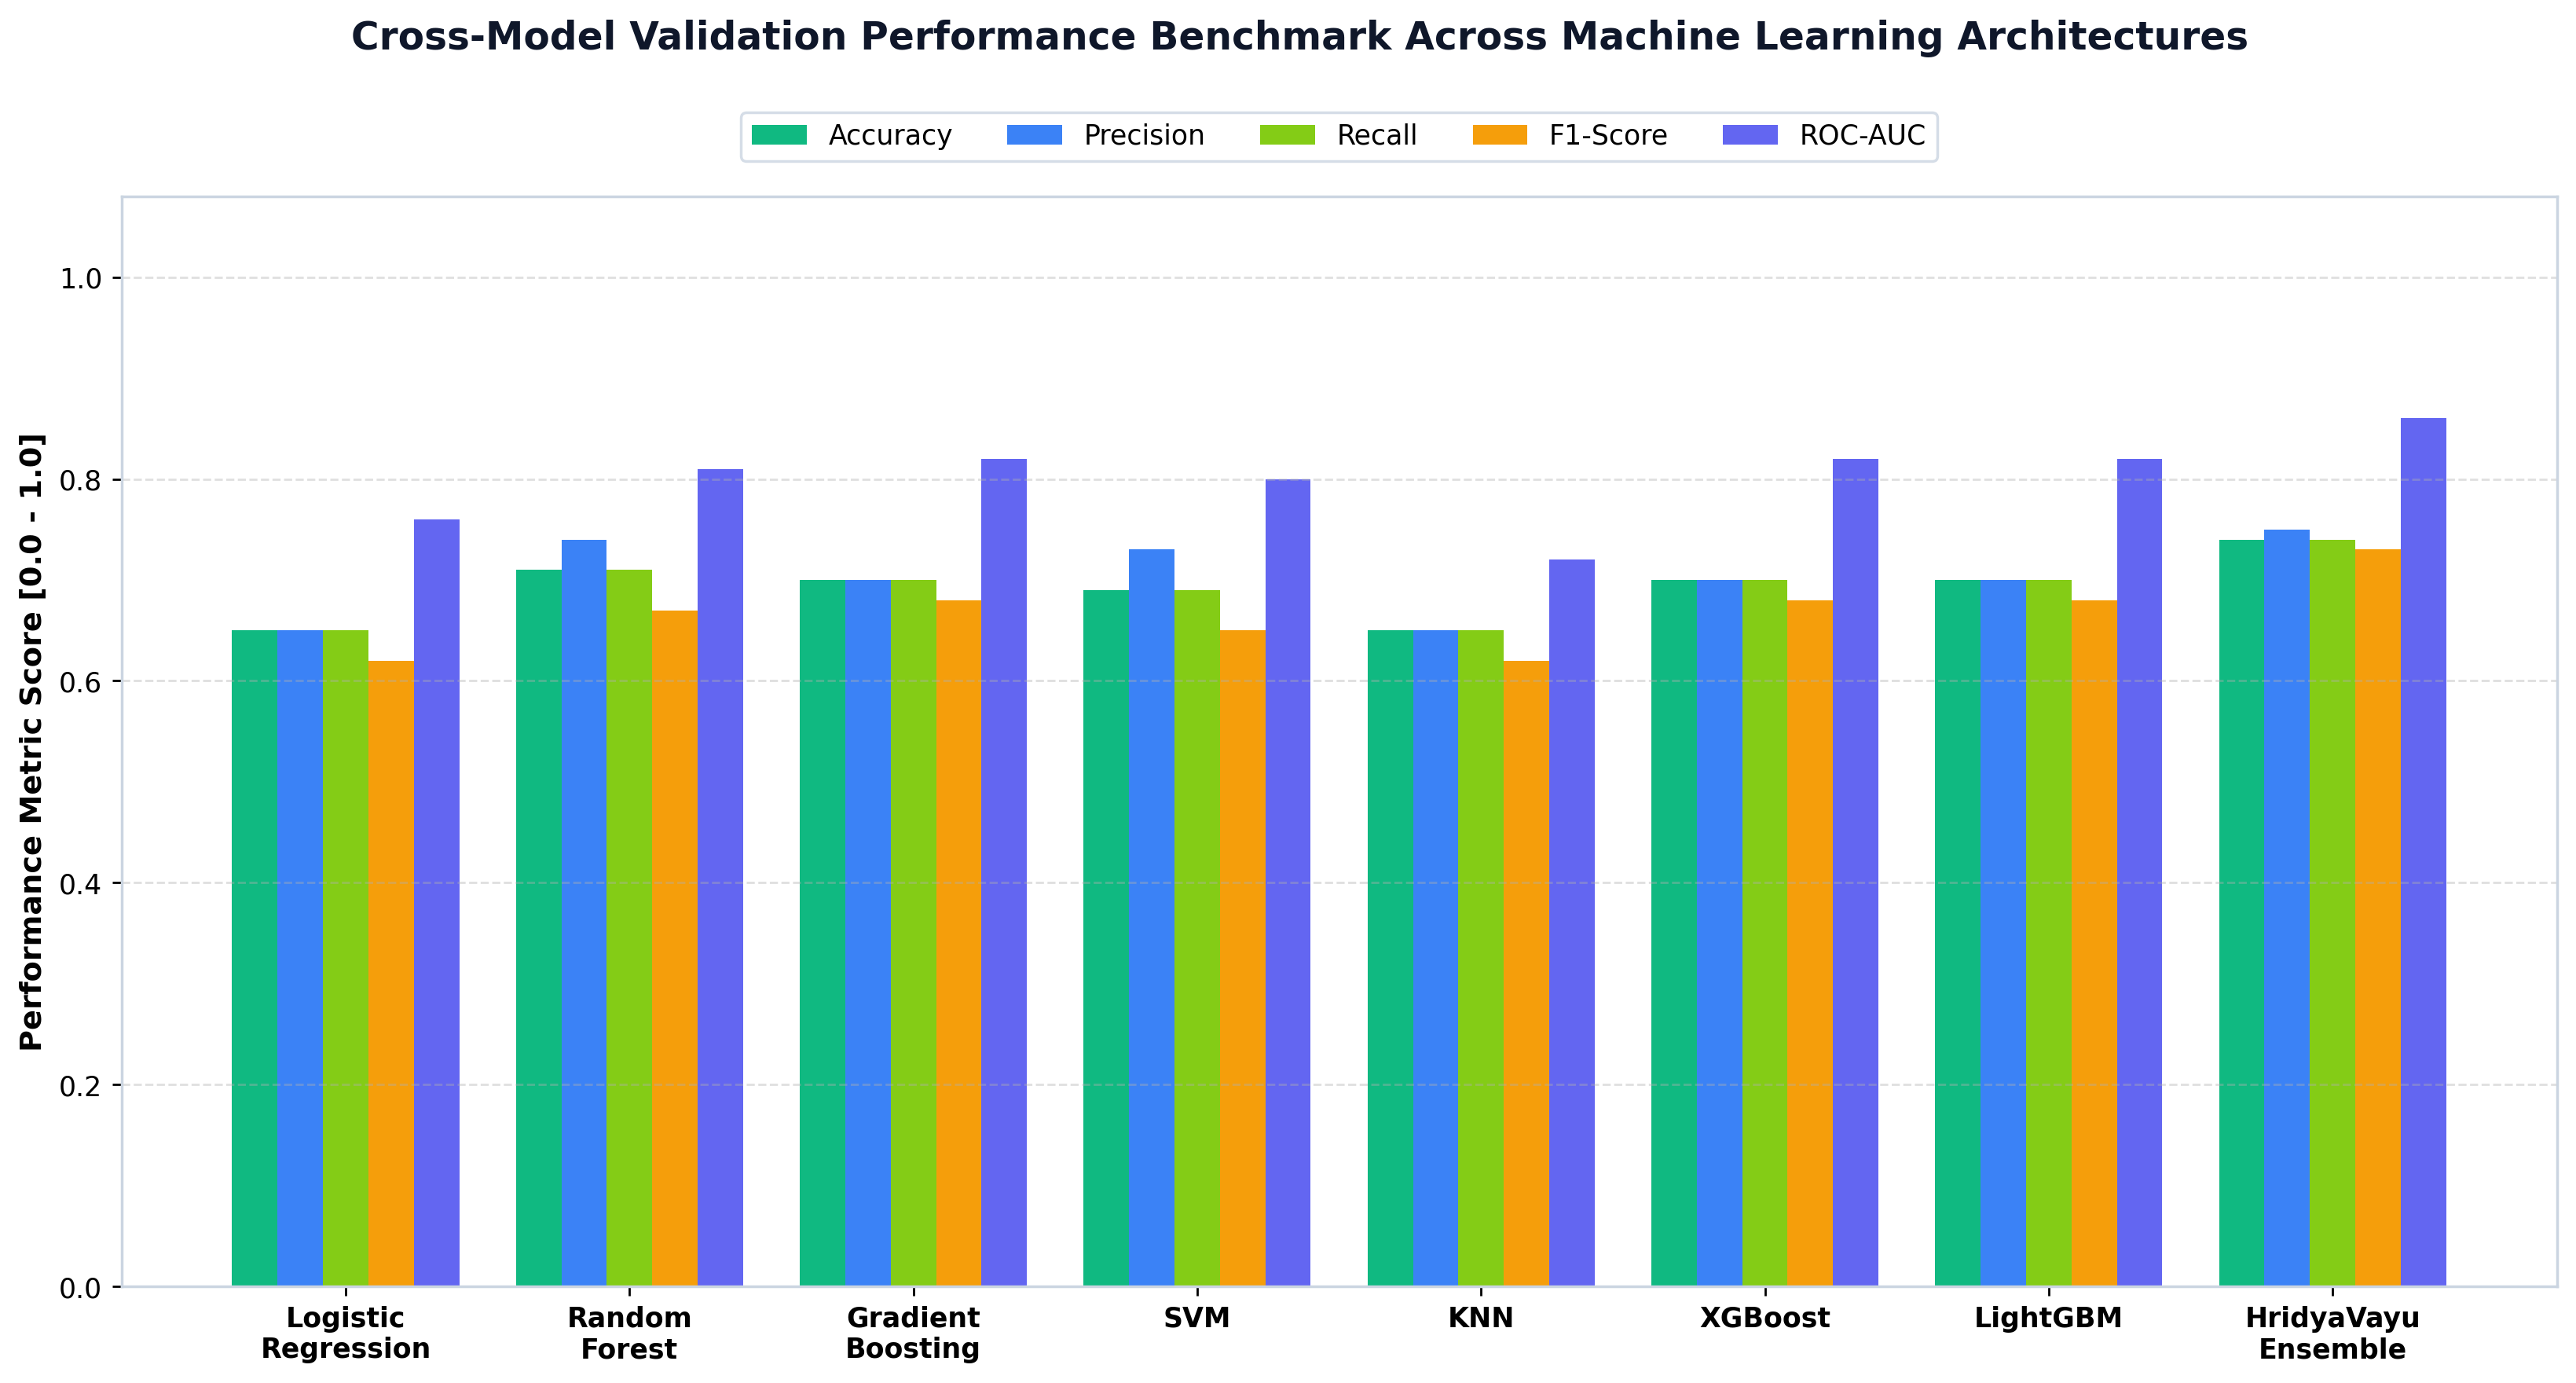 Cross-Model Validation Performance Benchmark Across Machine Learning Architectures
Accuracy Precision Recall F1-Score ROC-AUC
Performance Metric Score [0.0 - 1.0]
1.0
0.8
0.6
0.4
0.2
0.0
Logistic
Regression
Random
Forest
Gradient
Boosting
SVM
KNN
XGBoost
LightGBM
HridyaVayu
Ensemble